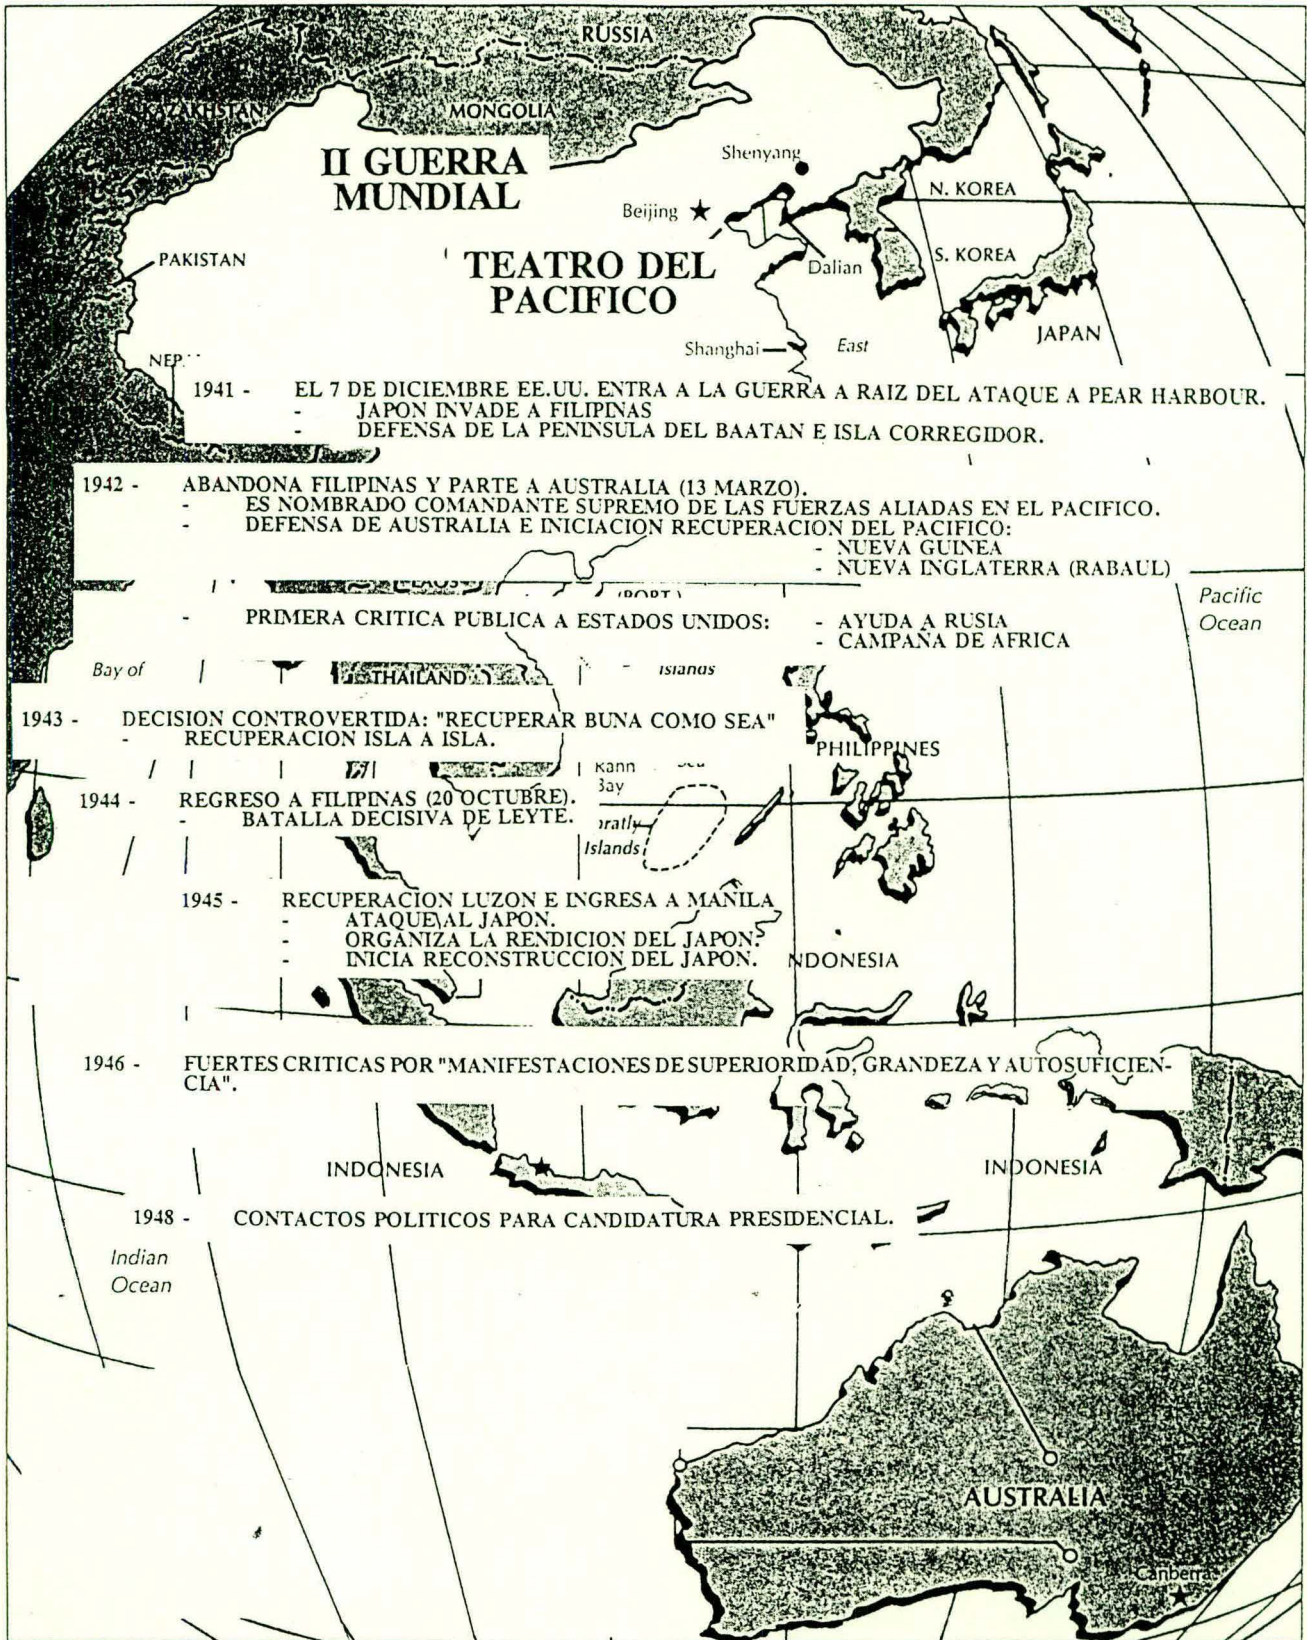 RUSSIA
KAZAKHSTAN
MONGOLIA
II GUERRA
MUNDIAL
Shenyang
N. KOREA
Beijing
S. KOREA
PAKISTAN
TEATRO DEL
PACIFICO
Dalian
JAPAN
Shanghai
East
1941 - EL 7 DE DICIEMBRE EE.UU. ENTRA A LA GUERRA A RAIZ DEL ATAQUE A PEAR HARBOUR.
- JAPON INVADE A FILIPINAS
- DEFENSA DE LA PENINSULA DEL BAATAN E ISLA CORREGIDOR.
1942 - ABANDONA FILIPINAS Y PARTE A AUSTRALIA (13 MARZO).
- ES NOMBRADO COMANDANTE SUPREMO DE LAS FUERZAS ALIADAS EN EL PACIFICO.
- DEFENSA DE AUSTRALIA E INICIACION RECUPERACION DEL PACIFICO:
- NUEVA GUINEA
- NUEVA INGLATERRA (RABAUL)
Pacific
Ocean
- PRIMERA CRITICA PUBLICA A ESTADOS UNIDOS: - AYUDA A RUSIA
- CAMPAÑA DE AFRICA
Bay of
THAILAND
Islands
1943 - DECISION CONTROVERTIDA: "RECUPERAR BUNA COMO SEA"
- RECUPERACION ISLA A ISLA.
PHILIPPINES
1944 - REGRESO A FILIPINAS (20 OCTUBRE).
- BATALLA DECISIVA DE LEYTE.
Islands
1945 - RECUPERACION LUZON E INGRESA A MANILA
- ATAQUE AL JAPON.
- ORGANIZA LA RENDICION DEL JAPON.
- INICIA RECONSTRUCCION DEL JAPON.
NDONESIA
1946 - FUERTES CRITICAS POR "MANIFESTACIONES DE SUPERIORIDAD, GRANDEZA Y AUTOSUFICIEN-
CIA".
INDONESIA
INDONESIA
1948 - CONTACTOS POLITICOS PARA CANDIDATURA PRESIDENCIAL.
Indian
Ocean
AUSTRALIA
Canberra